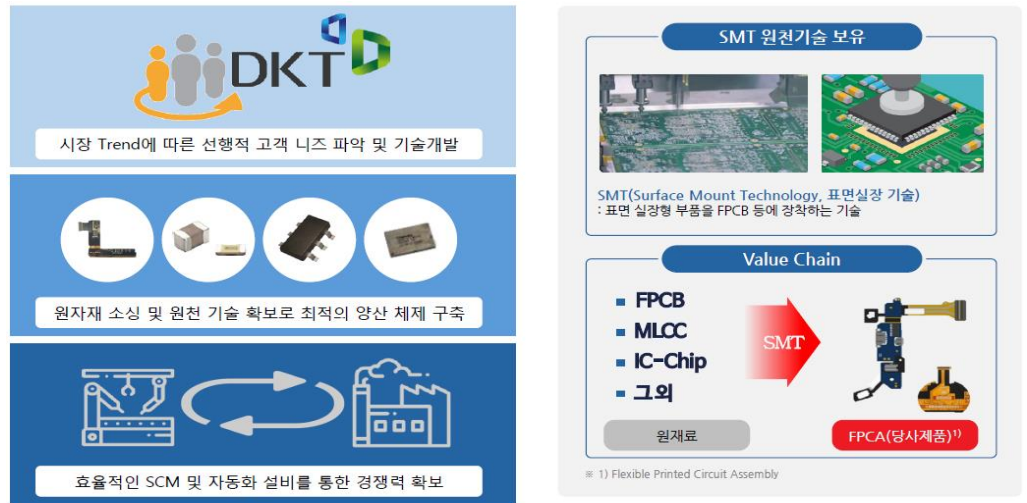 DKT
시장 Trend에 따른 선행적 고객 니즈 파악 및 기술개발
원자재 소싱 및 원천 기술 확보로 최적의 양산 체제 구축
효율적인 SCM 및 자동화 설비를 통한 경쟁력 확보
SMT 원천기술 보유
SMT(Surface Mount Technology, 표면실장 기술)
: 표면 실장형 부품을 FPCB 등에 장착하는 기술
Value Chain
▪ FPCB
▪ MLCC
▪ IC-Chip
▪ 그외
SMT
원재료
FPCA(당사제품)1)
※ 1) Flexible Printed Circuit Assembly